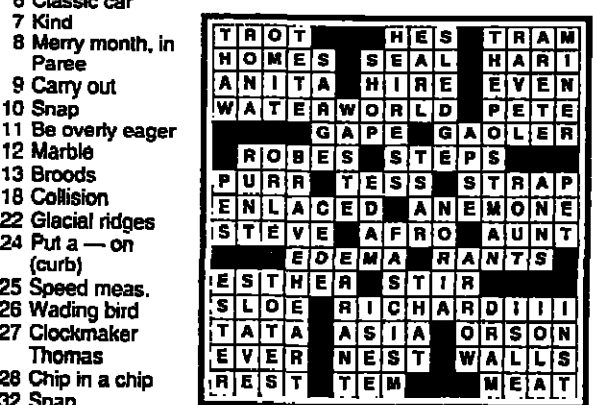 6 Classic car
7 Kind
8 Merry month, in
Paree
9 Carry out
10 Snap
11 Be overly eager
12 Marble
13 Broods
18 Collision
22 Glacial ridges
24 Put a — on
(curb)
25 Speed meas.
26 Wading bird
27 Clockmaker
Thomas
28 Chip in a chip
32 Snap
TROT HES TRAM
HOMES SEAL HARI
ANITA HIRE EVEN
WATERWORLD PETE
GAPE GAOLER
ROBES STEPS
PURR TESS STRAP
ENLACED ANEMONE
STEVE AFRO AUNT
EDEMA RANTS
ESTHER STIR
SLOE RICHARDIII
TATA ASIA ORSON
EVER NEST WALLS
REST TEM MEAT